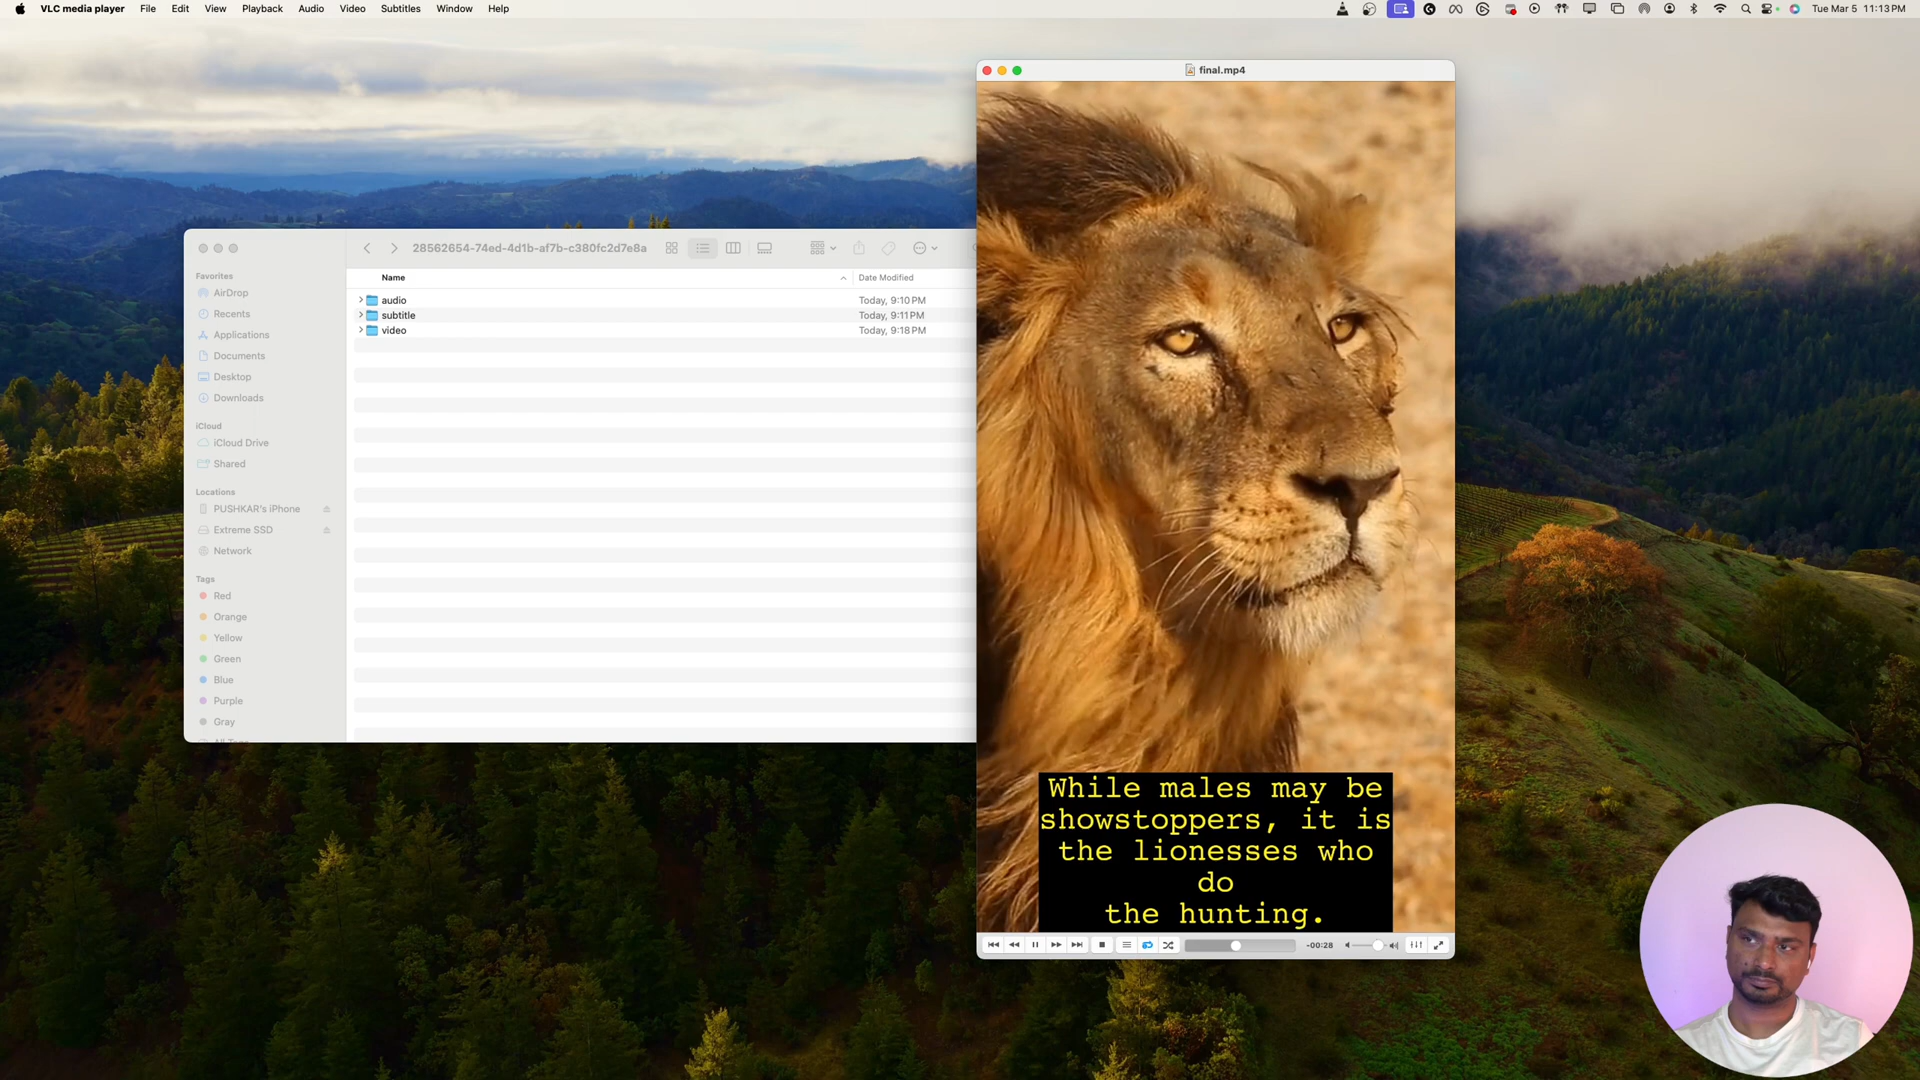 VLC media player File Edit View Playback Audio Video Subtitles Window Help
Tue Mar 5 11:13 PM
final.mp4
28562654-74ed-4d1b-af7b-c380fc2d7e8a
Favorites
AirDrop
Recents
Applications
Documents
Desktop
Downloads
iCloud
iCloud Drive
Shared
Locations
PUSHKAR's iPhone
Extreme SSD
Network
Tags
Red
Orange
Yellow
Green
Blue
Purple
Gray
Name Date Modified
audio Today, 9:10 PM
subtitle Today, 9:11 PM
video Today, 9:18 PM
While males may be
showstoppers, it is
the lionesses who
do
the hunting.
-00:28